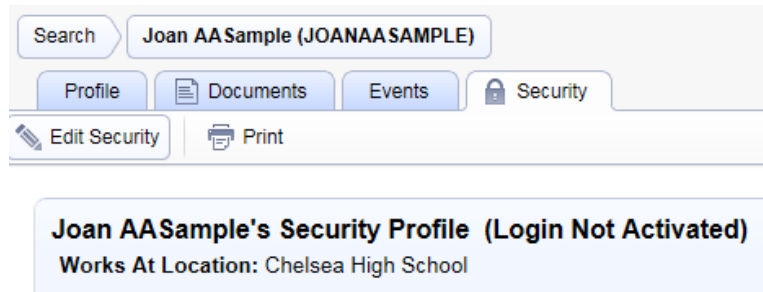 Search Joan AASample (JOANAASAMPLE)
Profile Documents Events Security
Edit Security Print
Joan AASample's Security Profile (Login Not Activated)
Works At Location: Chelsea High School